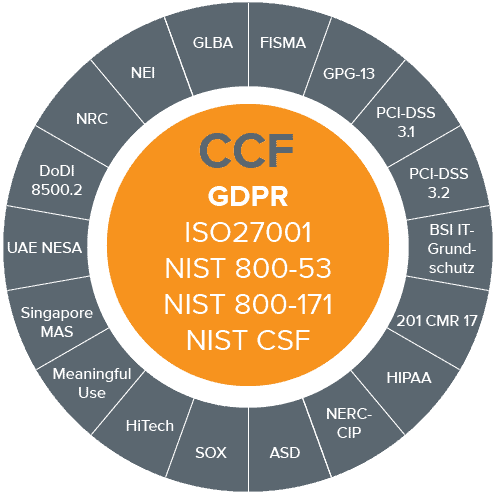 CCF
GDPR
ISO27001
NIST 800-53
NIST 800-171
NIST CSF
GLBA
FISMA
GPG-13
PCI-DSS
3.1
PCI-DSS
3.2
BSI IT-
Grund-
schutz
201 CMR 17
HIPAA
NERC-
CIP
ASD
SOX
HiTech
Meaningful
Use
Singapore
MAS
UAE NESA
DoDI
8500.2
NRC
NEI